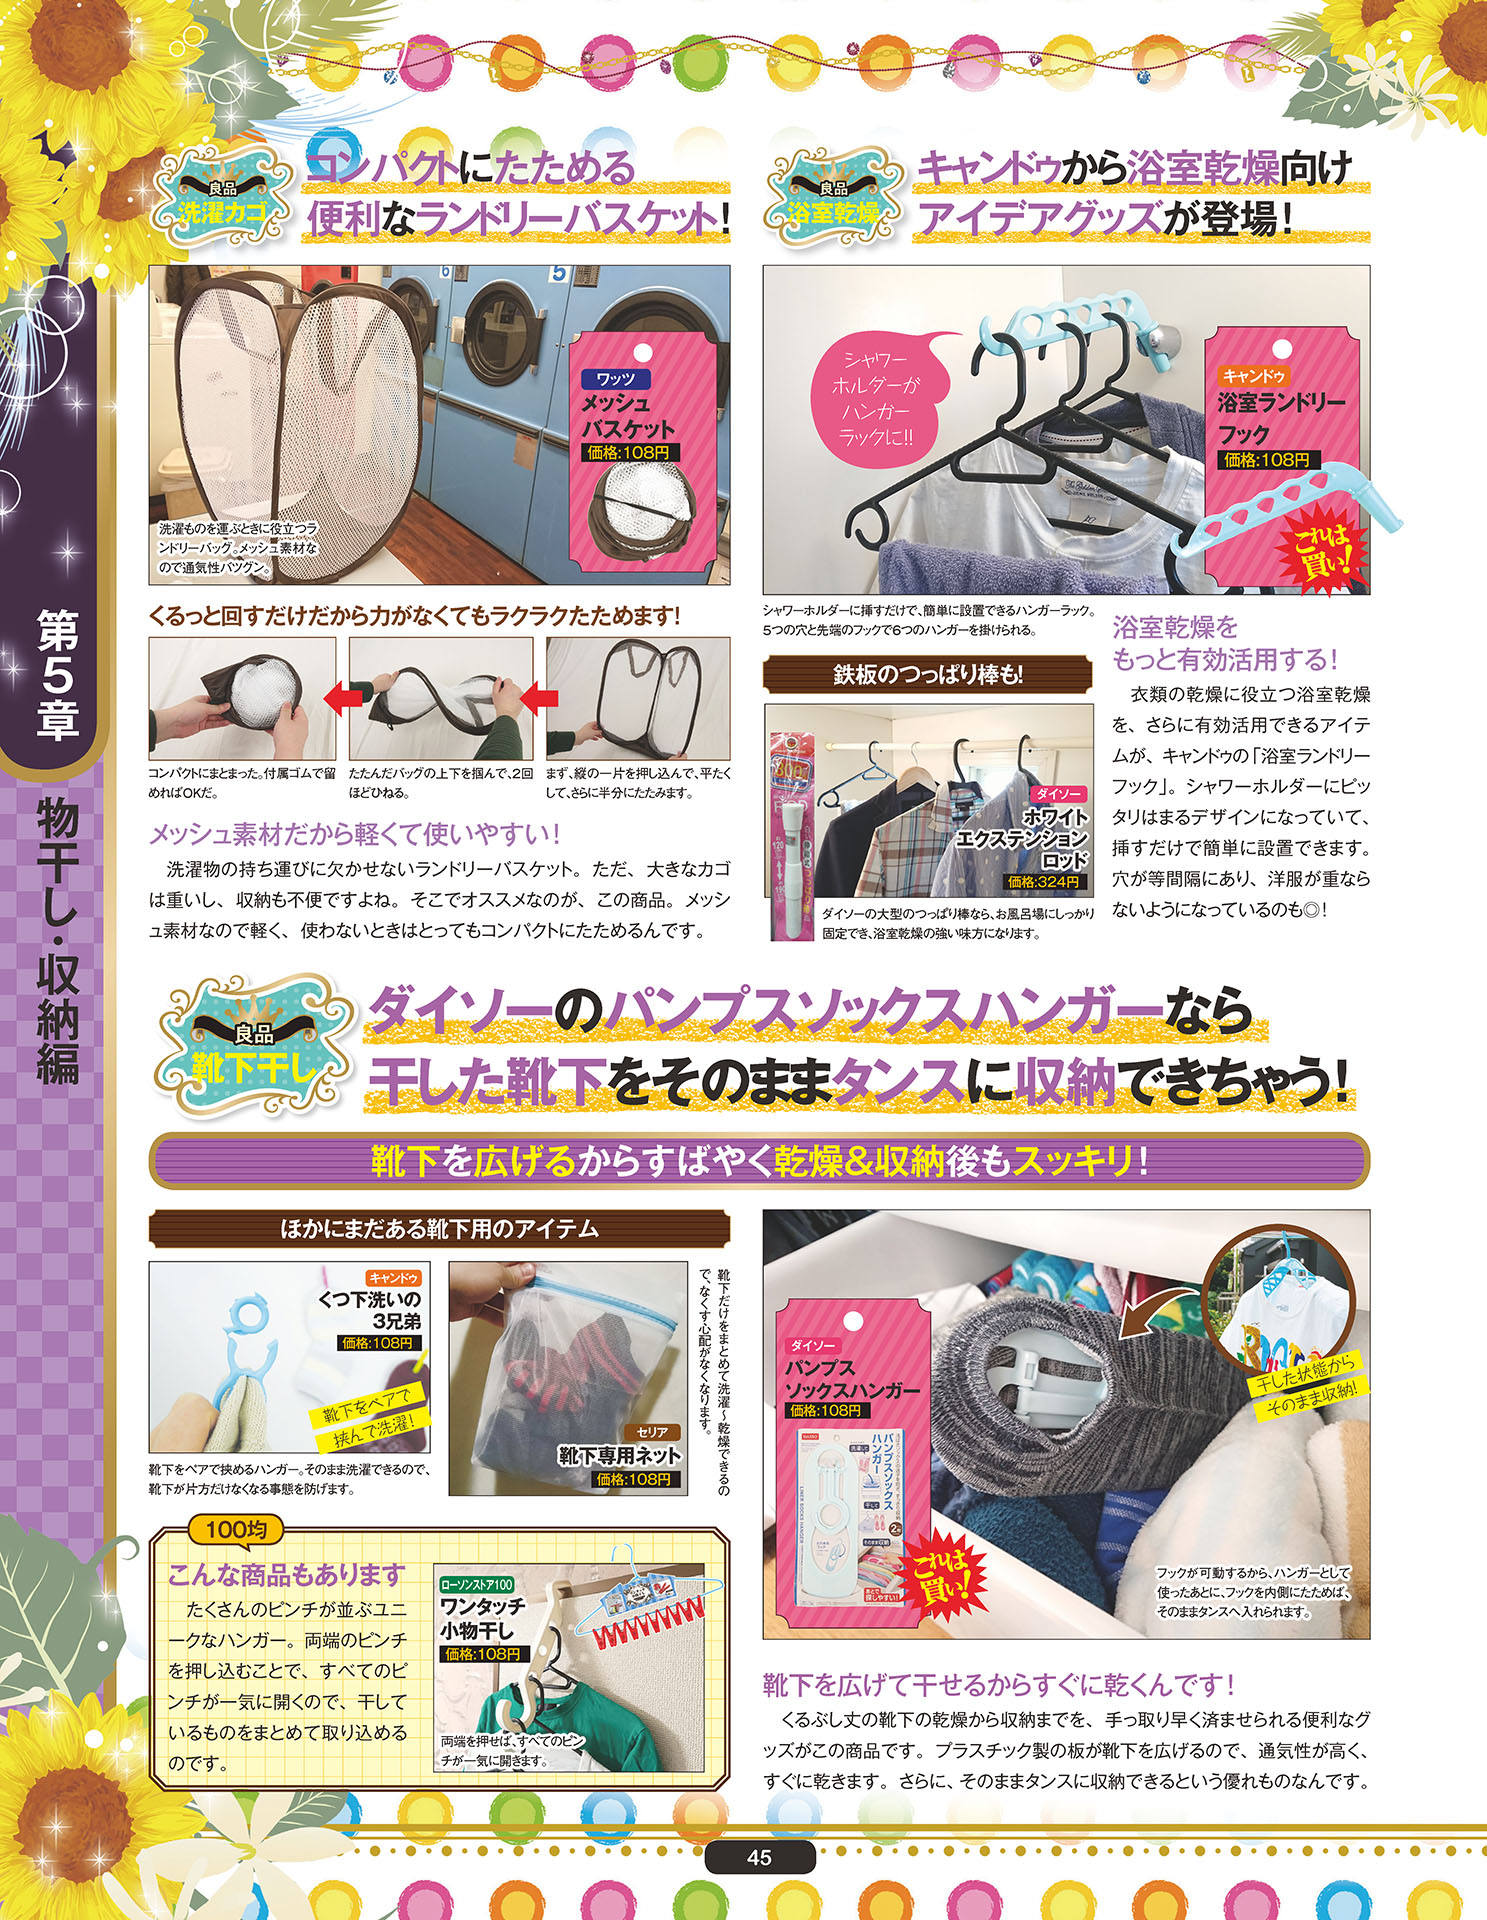 第5章 物干し・収納編
良品
洗濯カゴ
コンパクトにたためる
便利なランドリーバスケット!
6
5
ワッツ
メッシュ
バスケット
価格:108円
洗濯ものを運ぶときに役立つラ
ンドリーバッグ。メッシュ素材な
ので通気性バツグン。
くるっと回すだけだから力がなくてもラクラクたためます!
コンパクトにまとまった。付属ゴムで留
めればOKだ。
たたんだバッグの上下を掴んで、2回
ほどひねる。
まず、縦の一片を押し込んで、平たく
して、さらに半分にたたみます。
メッシュ素材だから軽くて使いやすい!
洗濯物の持ち運びに欠かせないランドリーバスケット。ただ、大きなカゴ
は重いし、収納も不便ですよね。そこでオススメなのが、この商品。メッシ
ュ素材なので軽く、使わないときはとってもコンパクトにたためるんです。
良品
浴室乾燥
キャンドゥから浴室乾燥向け
アイデアグッズが登場!
シャワー
ホルダーが
ハンガー
ラックに!!
キャンドゥ
浴室ランドリー
フック
価格:108円
これは
買い!
シャワーホルダーに挿すだけで、簡単に設置できるハンガーラック。
5つの穴と先端のフックで6つのハンガーを掛けられる。
鉄板のつっぱり棒も!
ダイソー
ホワイト
エクステンション
ロッド
価格:324円
ダイソーの大型のつっぱり棒なら、お風呂場にしっかり
固定でき、浴室乾燥の強い味方になります。
浴室乾燥を
もっと有効活用する!
衣類の乾燥に役立つ浴室乾燥
を、さらに有効活用できるアイテ
ムが、キャンドゥの「浴室ランドリー
フック」。シャワーホルダーにピッ
タリはまるデザインになっていて、
挿すだけで簡単に設置できます。
穴が等間隔にあり、洋服が重なら
ないようになっているのも◎!
良品
靴下干し
ダイソーのパンプスソックスハンガーなら
干した靴下をそのままタンスに収納できちゃう!
靴下を広げるからすばやく乾燥&収納後もスッキリ!
ほかにまだある靴下用のアイテム
キャンドゥ
くつ下洗いの
3兄弟
価格:108円
靴下をペアで
挟んで洗濯!
靴下をペアで挟めるハンガー。そのまま洗濯できるので、
靴下が片方だけなくなる事態を防げます。
セリア
靴下専用ネット
価格:108円
靴下だけをまとめて洗濯〜乾燥できるの
で、なくす心配がなくなります。
100均
こんな商品もあります
たくさんのピンチが並ぶユニ
ークなハンガー。両端のピンチ
を押し込むことで、すべてのピ
ンチが一気に開くので、干して
いるものをまとめて取り込める
のです。
ローソンストア100
ワンタッチ
小物干し
価格:108円
両端を押せば、すべてのピン
チが一気に開きます。
ダイソー
パンプス
ソックスハンガー
価格:108円
パンプスソックス
ハンガー
LINER SOCKS HANGER
これは
買い!
干した状態から
そのまま収納!
フックが可動するから、ハンガーとして
使ったあとに、フックを内側にたためば、
そのままタンスへ入れられます。
靴下を広げて干せるからすぐに乾くんです!
くるぶし丈の靴下の乾燥から収納までを、手っ取り早く済ませられる便利なグ
ッズがこの商品です。プラスチック製の板が靴下を広げるので、通気性が高く、
すぐに乾きます。さらに、そのままタンスに収納できるという優れものなんです。
45